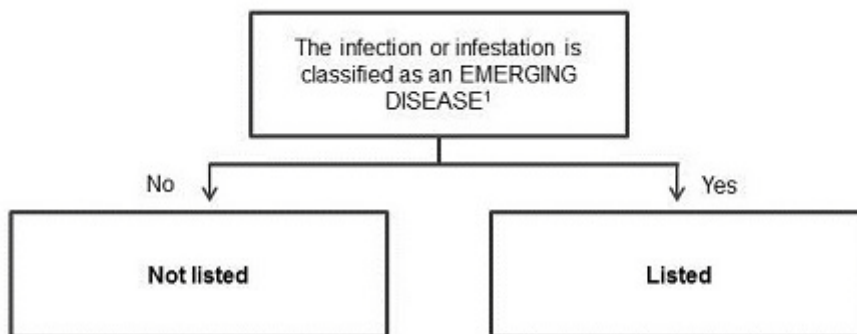 The infection or infestation is
classified as an EMERGING
DISEASE¹
No
Yes
Not listed
Listed